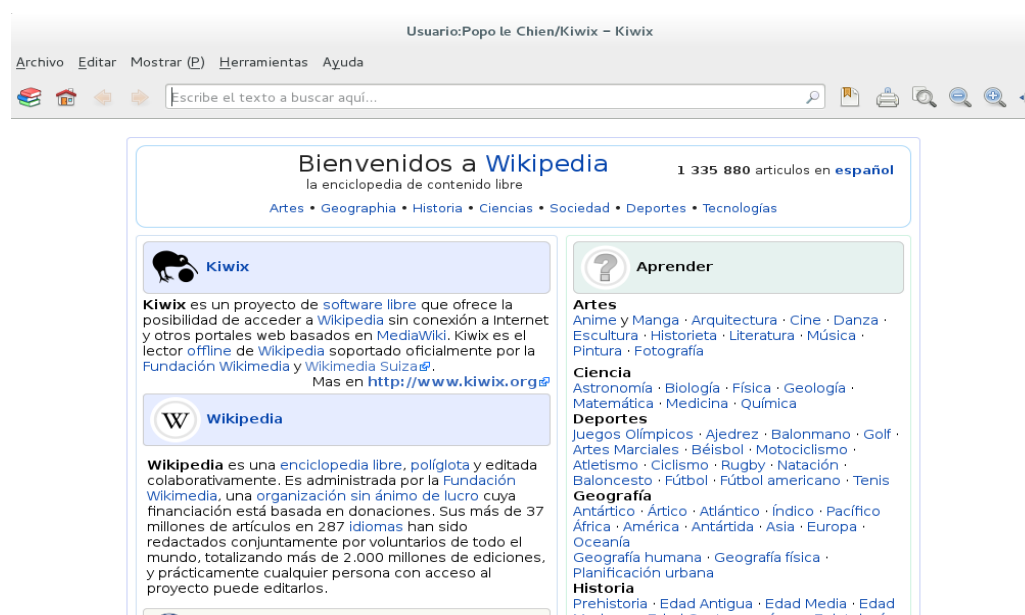 Usuario:Popo le Chien/Kiwix – Kiwix
Archivo Editar Mostrar (P) Herramientas Ayuda
Escribe el texto a buscar aquí...
Bienvenidos a Wikipedia
la enciclopedia de contenido libre
1 335 880 articulos en español
Artes • Geographia • Historia • Ciencias • Sociedad • Deportes • Tecnologías
Kiwix
Kiwix es un proyecto de software libre que ofrece la
posibilidad de acceder a Wikipedia sin conexión a Internet
y otros portales web basados en MediaWiki. Kiwix es el
lector offline de Wikipedia soportado oficialmente por la
Fundación Wikimedia y Wikimedia Suiza.
Mas en http://www.kiwix.org
W Wikipedia
Wikipedia es una enciclopedia libre, políglota y editada
colaborativamente. Es administrada por la Fundación
Wikimedia, una organización sin ánimo de lucro cuya
financiación está basada en donaciones. Sus más de 37
millones de artículos en 287 idiomas han sido
redactados conjuntamente por voluntarios de todo el
mundo, totalizando más de 2.000 millones de ediciones,
y prácticamente cualquier persona con acceso al
proyecto puede editarlos.
? Aprender
Artes
Anime y Manga · Arquitectura · Cine · Danza ·
Escultura · Historieta · Literatura · Música ·
Pintura · Fotografía
Ciencia
Astronomía · Biología · Física · Geología ·
Matemática · Medicina · Química
Deportes
Juegos Olímpicos · Ajedrez · Balonmano · Golf ·
Artes Marciales · Béisbol · Motociclismo ·
Atletismo · Ciclismo · Rugby · Natación ·
Baloncesto · Fútbol · Fútbol americano · Tenis
Geografía
Antártico · Ártico · Atlántico · Índico · Pacífico
África · América · Antártida · Asia · Europa ·
Oceanía
Geografía humana · Geografía física ·
Planificación urbana
Historia
Prehistoria · Edad Antigua · Edad Media · Edad